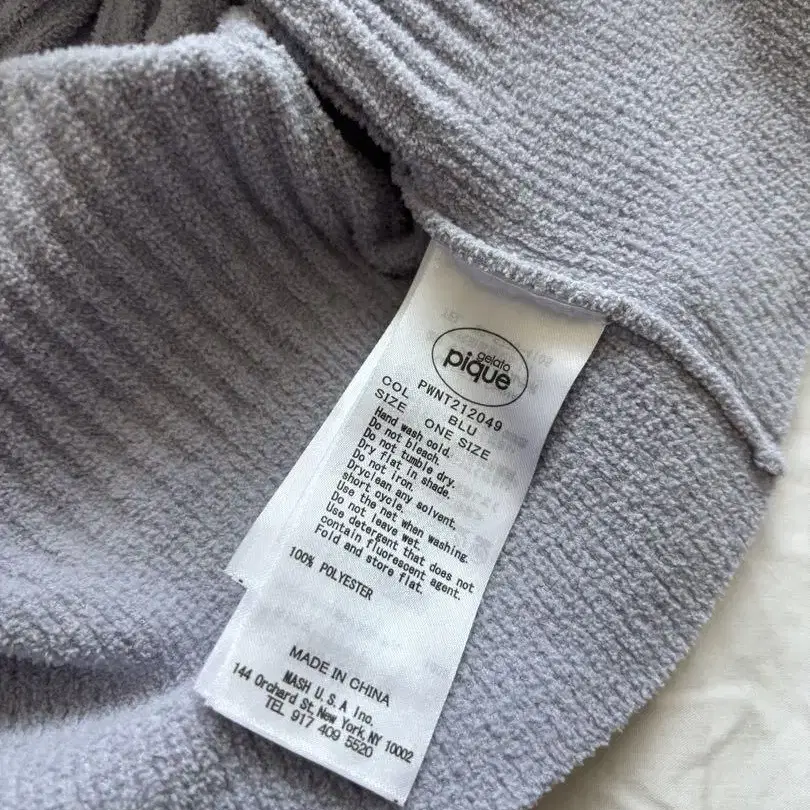 gelato
pique
PWNT212049
COL BLU
SIZE ONE SIZE
Hand wash cold.
Do not bleach.
Do not tumble dry.
Dry flat in shade.
Do not iron.
Dryclean any solvent.
short cycle.
Use the net when washing.
Do not leave wet.
Use detergent that does not
contain fluorescent agent.
Fold and store flat.
100% POLYESTER
MADE IN CHINA
MASH U.S.A Inc.
144 Orchard St. New York, NY 10002
TEL 917 409 5520